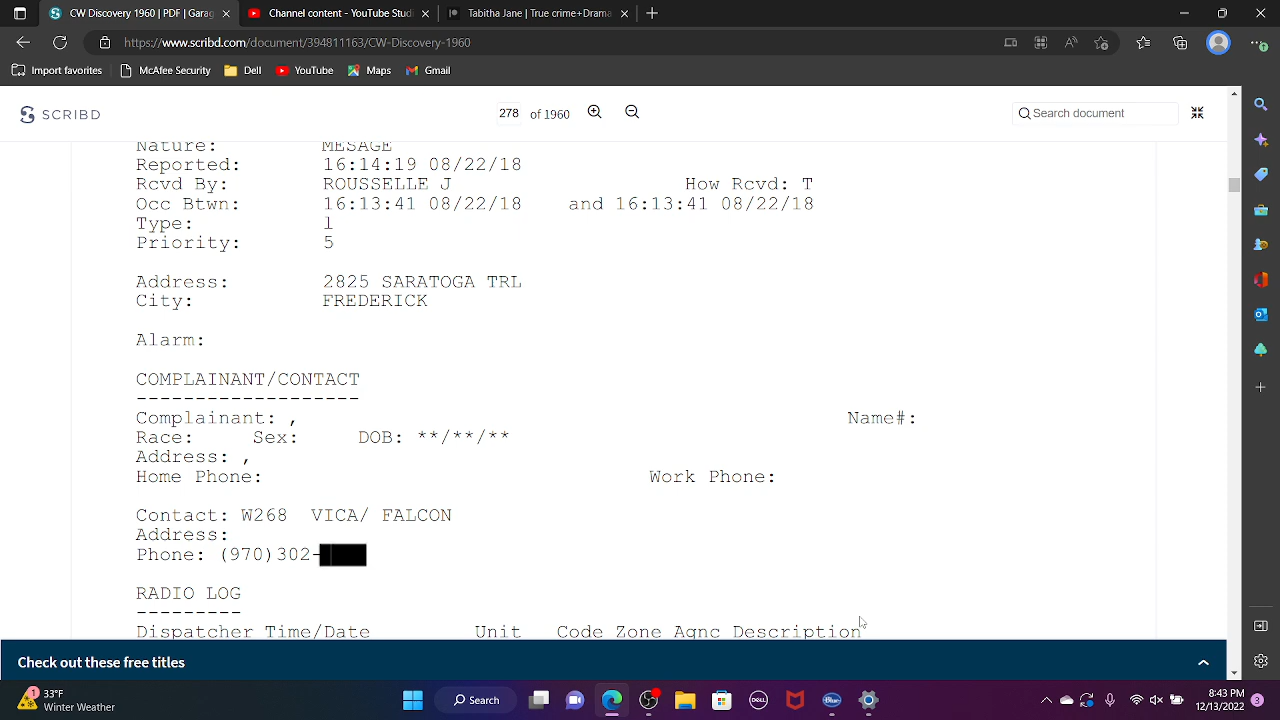 CW Discovery 1960 | PDF | Garag
Channel content - YouTube Studi
Tabitha Jane | True crime+Drama
https://www.scribd.com/document/394811163/CW-Discovery-1960
Import favorites
McAfee Security
Dell
YouTube
Maps
Gmail
SCRIBD
278 of 1960
Search document
Nature: MESAGE
Reported: 16:14:19 08/22/18
Rcvd By: ROUSSELLE J How Rcvd: T
Occ Btwn: 16:13:41 08/22/18 and 16:13:41 08/22/18
Type: l
Priority: 5
Address: 2825 SARATOGA TRL
City: FREDERICK
Alarm:
COMPLAINANT/CONTACT
-------------------
Complainant: , Name#:
Race: Sex: DOB: **/**/**
Address: ,
Home Phone: Work Phone:
Contact: W268 VICA/ FALCON
Address:
Phone: (970)302-
RADIO LOG
---------
Dispatcher Time/Date Unit Code Zone Agnc Description
Check out these free titles
33°F
Winter Weather
Search
DELL
Blue
8:43 PM
12/13/2022
3